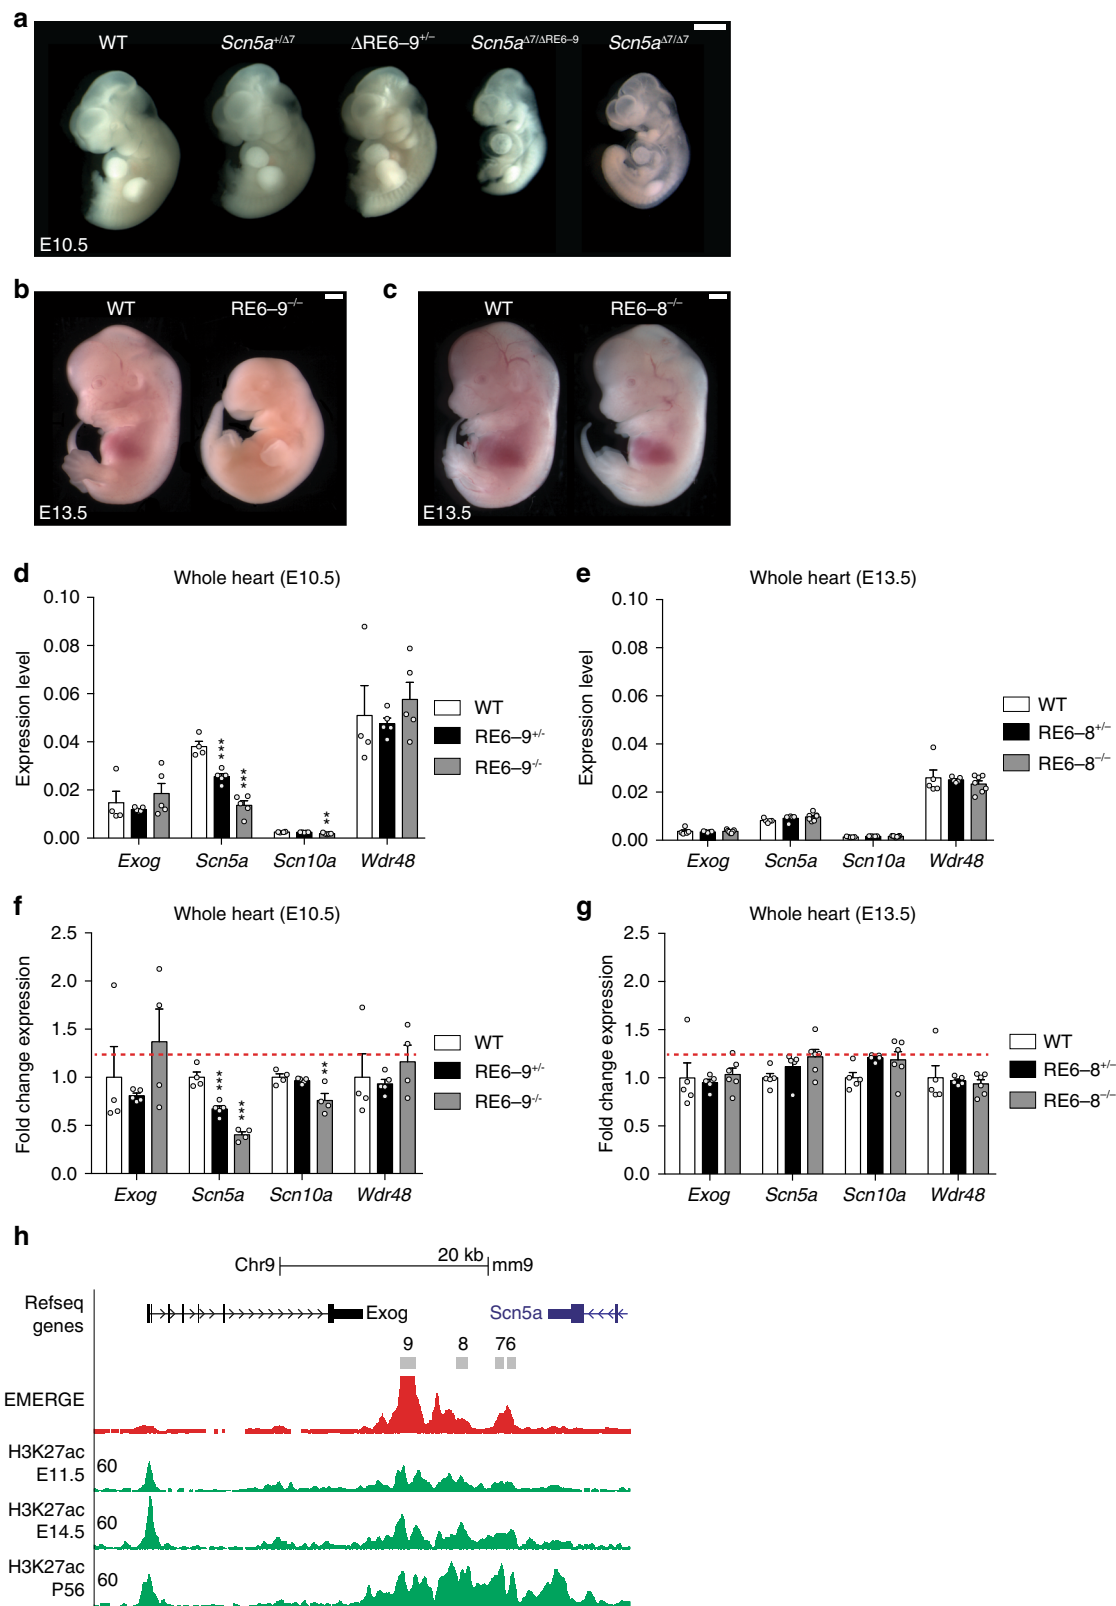 a
WT
Scn5a+/Δ7
ΔRE6–9+/–
Scn5aΔ7/ΔRE6–9
Scn5aΔ7/Δ7
E10.5
b
WT
RE6–9–/–
E13.5
c
WT
RE6–8–/–
E13.5
d
Whole heart (E10.5)
Expression level
0.10
0.08
0.06
0.04
0.02
0.00
***
***
**
Exog
Scn5a
Scn10a
Wdr48
WT
RE6–9+/–
RE6–9-/-
e
Whole heart (E13.5)
Expression level
0.10
0.08
0.06
0.04
0.02
0.00
Exog
Scn5a
Scn10a
Wdr48
WT
RE6–8+/–
RE6–8–/–
f
Whole heart (E10.5)
Fold change expression
2.5
2.0
1.5
1.0
0.5
0.0
***
***
**
Exog
Scn5a
Scn10a
Wdr48
WT
RE6–9+/–
RE6–9-/-
g
Whole heart (E13.5)
Fold change expression
2.5
2.0
1.5
1.0
0.5
0.0
Exog
Scn5a
Scn10a
Wdr48
WT
RE6–8+/–
RE6–8–/–
h
Chr9
20 kb
mm9
Refseq
genes
Exog
Scn5a
9
8
76
EMERGE
H3K27ac
E11.5
60
H3K27ac
E14.5
60
H3K27ac
P56
60